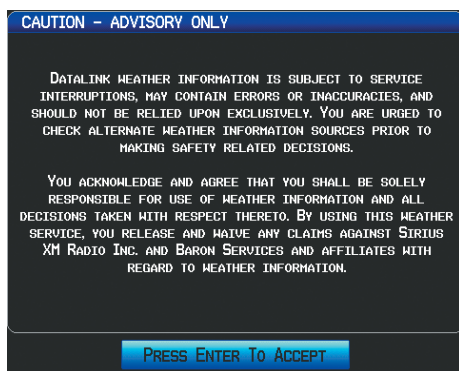 CAUTION – ADVISORY ONLY
DATALINK WEATHER INFORMATION IS SUBJECT TO SERVICE
INTERRUPTIONS, MAY CONTAIN ERRORS OR INACCURACIES, AND
SHOULD NOT BE RELIED UPON EXCLUSIVELY. YOU ARE URGED TO
CHECK ALTERNATE WEATHER INFORMATION SOURCES PRIOR TO
MAKING SAFETY RELATED DECISIONS.
YOU ACKNOWLEDGE AND AGREE THAT YOU SHALL BE SOLELY
RESPONSIBLE FOR USE OF WEATHER INFORMATION AND ALL
DECISIONS TAKEN WITH RESPECT THERETO. BY USING THIS WEATHER
SERVICE, YOU RELEASE AND WAIVE ANY CLAIMS AGAINST SIRIUS
XM RADIO INC. AND BARON SERVICES AND AFFILIATES WITH
REGARD TO WEATHER INFORMATION.
PRESS ENTER TO ACCEPT